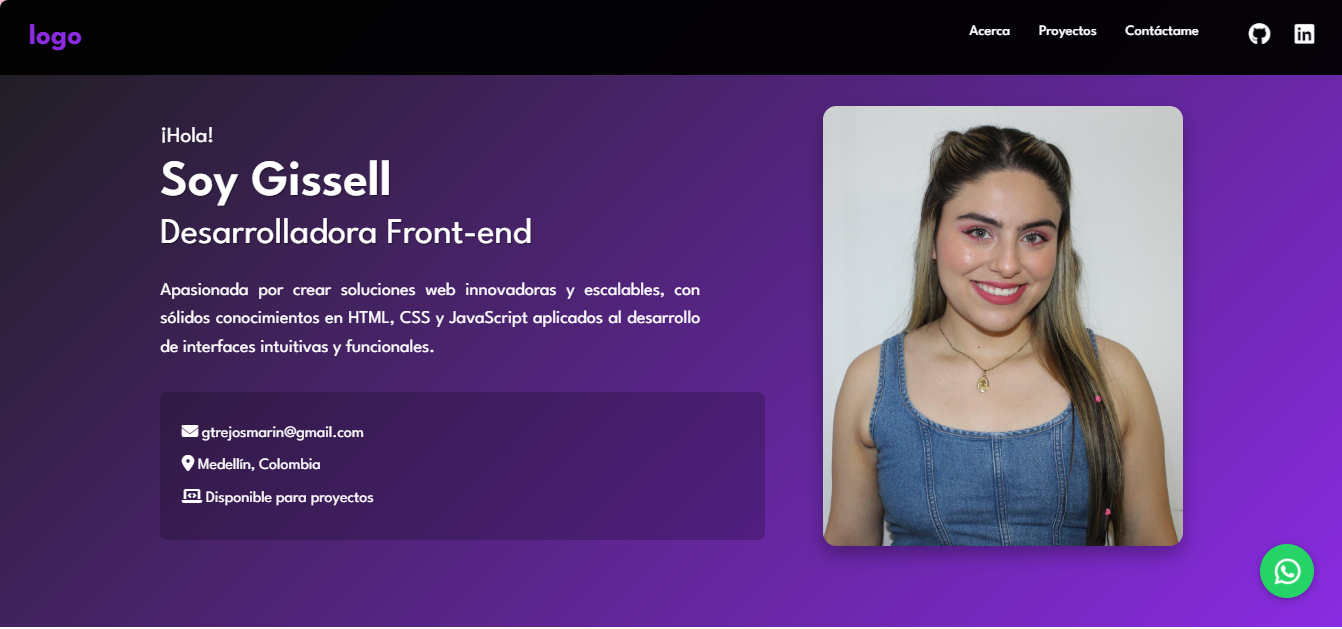 logo
Acerca Proyectos Contáctame
¡Hola!
Soy Gissell
Desarrolladora Front-end
Apasionada por crear soluciones web innovadoras y escalables, con
sólidos conocimientos en HTML, CSS y JavaScript aplicados al desarrollo
de interfaces intuitivas y funcionales.
gtrejosmarin@gmail.com
Medellín, Colombia
Disponible para proyectos